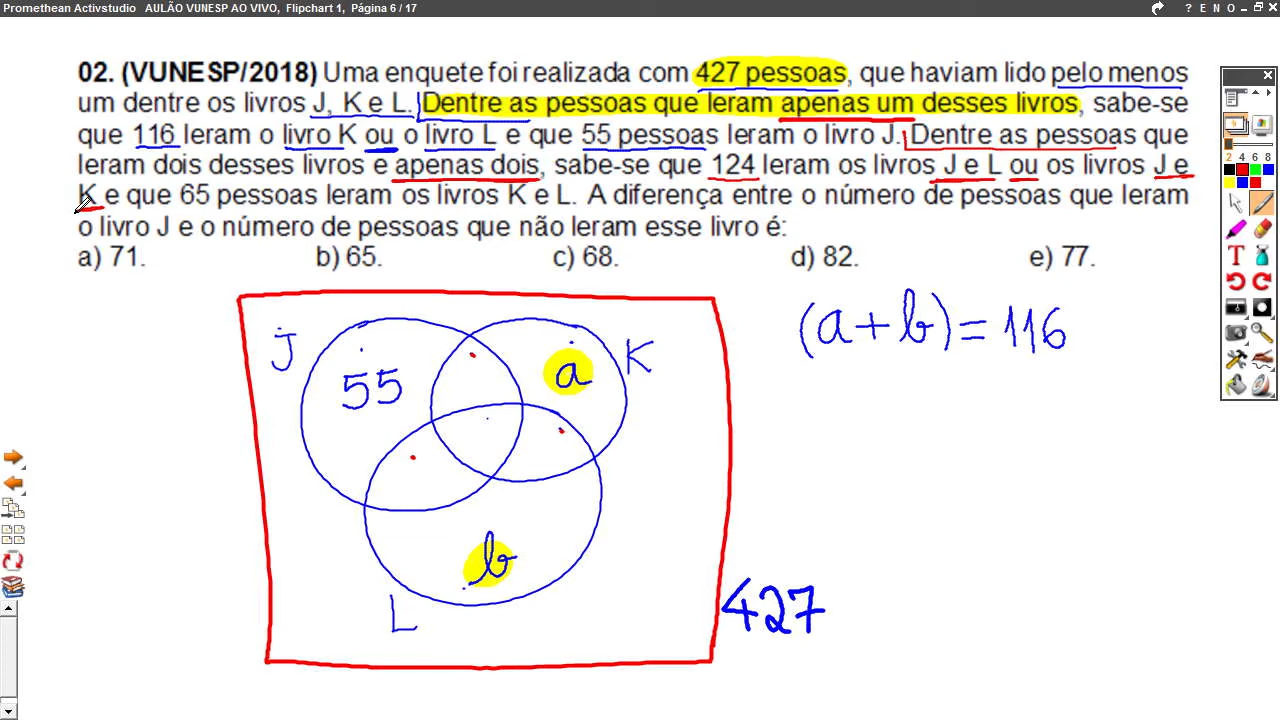 Promethean Activstudio AULÃO VUNESP AO VIVO, Flipchart 1, Página 6 / 17
? E N O
02. (VUNESP/2018) Uma enquete foi realizada com 427 pessoas, que haviam lido pelo menos
um dentre os livros J, K e L. Dentre as pessoas que leram apenas um desses livros, sabe-se
que 116 leram o livro K ou o livro L e que 55 pessoas leram o livro J. Dentre as pessoas que
leram dois desses livros e apenas dois, sabe-se que 124 leram os livros J e L ou os livros J e
K e que 65 pessoas leram os livros K e L. A diferença entre o número de pessoas que leram
o livro J e o número de pessoas que não leram esse livro é:
a) 71. b) 65. c) 68. d) 82. e) 77.
2 4 6 8
T
(a + b) = 116
J
K
55
a
b
L
427